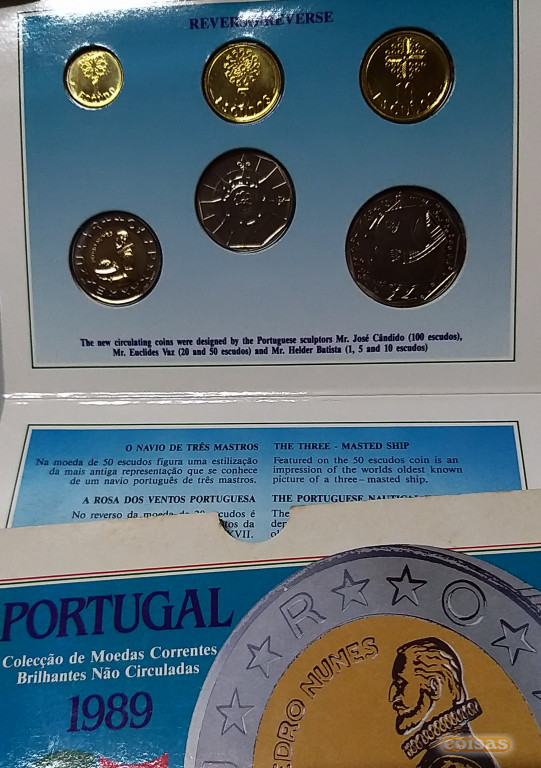 REVERSO/REVERSE
1
ESCUDO
5
ESCUDOS
10
ESCUDOS
The new circulating coins were designed by the Portuguese sculptors Mr. José Cândido (100 escudos),
Mr. Euclides Vaz (20 and 50 escudos) and Mr. Helder Batista (1, 5 and 10 escudos)
O NAVIO DE TRÊS MASTROS
Na moeda de 50 escudos figura uma estilização
da mais antiga representação que se conhece
de um navio português de três mastros.
A ROSA DOS VENTOS PORTUGUESA
No reverso da moeda de 20 escudos é
tos da
XVII.
THE THREE - MASTED SHIP
Featured on the 50 escudos coin is an
impression of the worlds oldest known
picture of a three-masted ship.
THE PORTUGUESE NAUTICAL
The
dep
PORTUGAL
Colecção de Moedas Correntes
Brilhantes Não Circuladas
1989
U R O
PEDRO NUNES
coisas